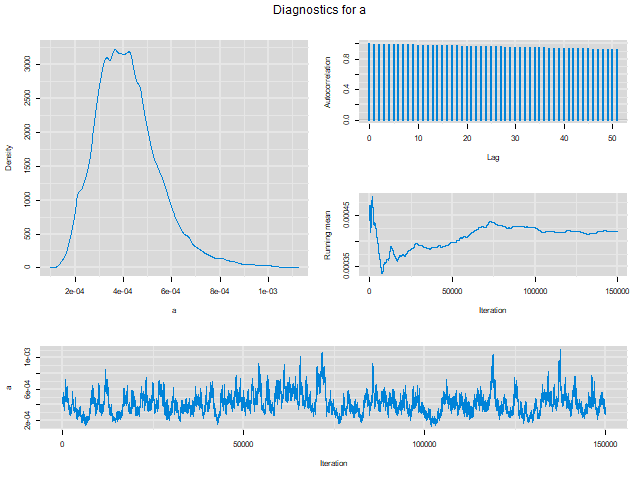 Diagnostics for a
Density
0 500 1500 2000 2500 3000
2e-04 4e-04 6e-04 8e-04 1e-03
a
Autocorrelation
0.0 0.4 0.8
0 10 20 30 40 50
Lag
Running mean
0.00035 0.00045
0 50000 100000 150000
Iteration
a
2e-04 6e-04 1e-03
0 50000 100000 150000
Iteration